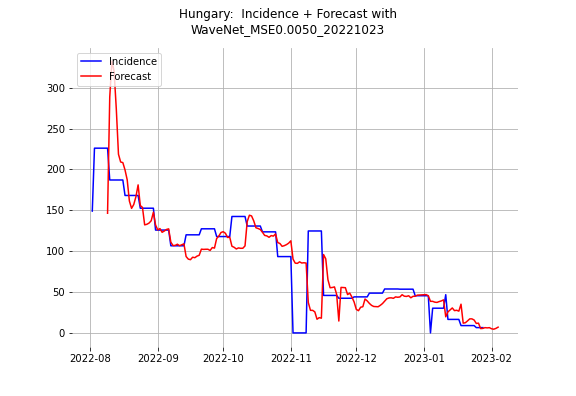 Hungary:  Incidence + Forecast with
WaveNet_MSE0.0050_20221023
Incidence
Forecast
300
250
200
150
100
50
0
2022-08 2022-09 2022-10 2022-11 2022-12 2023-01 2023-02